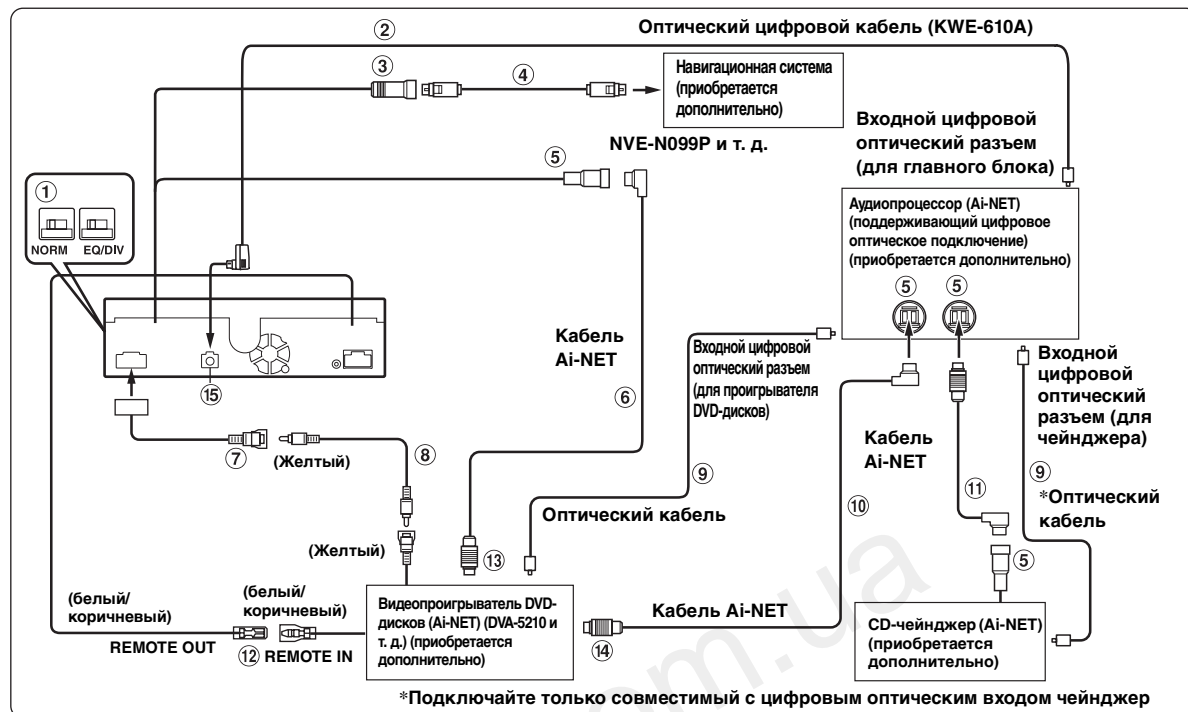 ② Оптический цифровой кабель (KWE-610A)
③ ④
Навигационная система
(приобретается
дополнительно)
NVE-N099P и т. д.
Входной цифровой
оптический разъем
(для главного блока)
⑤
①
NORM EQ/DIV
Аудиопроцессор (Ai-NET)
(поддерживающий цифровое
оптическое подключение)
(приобретается дополнительно)
⑤ ⑤
Кабель
Ai-NET
⑥
Входной цифровой
оптический разъем
(для проигрывателя
DVD-дисков)
Входной
цифровой
оптический
разъем (для
чейнджера)
⑮
⑦ (Желтый) ⑧
Кабель
Ai-NET
⑨ ⑩ ⑪ ⑨
*Оптический
кабель
Оптический кабель
(Желтый)
⑬
⑤
(белый/
коричневый)
REMOTE OUT
(белый/
коричневый)
⑫ REMOTE IN
Видеопроигрыватель DVD-
дисков (Ai-NET) (DVA-5210 и
т. д.) (приобретается
дополнительно)
Кабель Ai-NET
⑭
CD-чейнджер (Ai-NET)
(приобретается
дополнительно)
*Подключайте только совместимый с цифровым оптическим входом чейнджер
om.ua